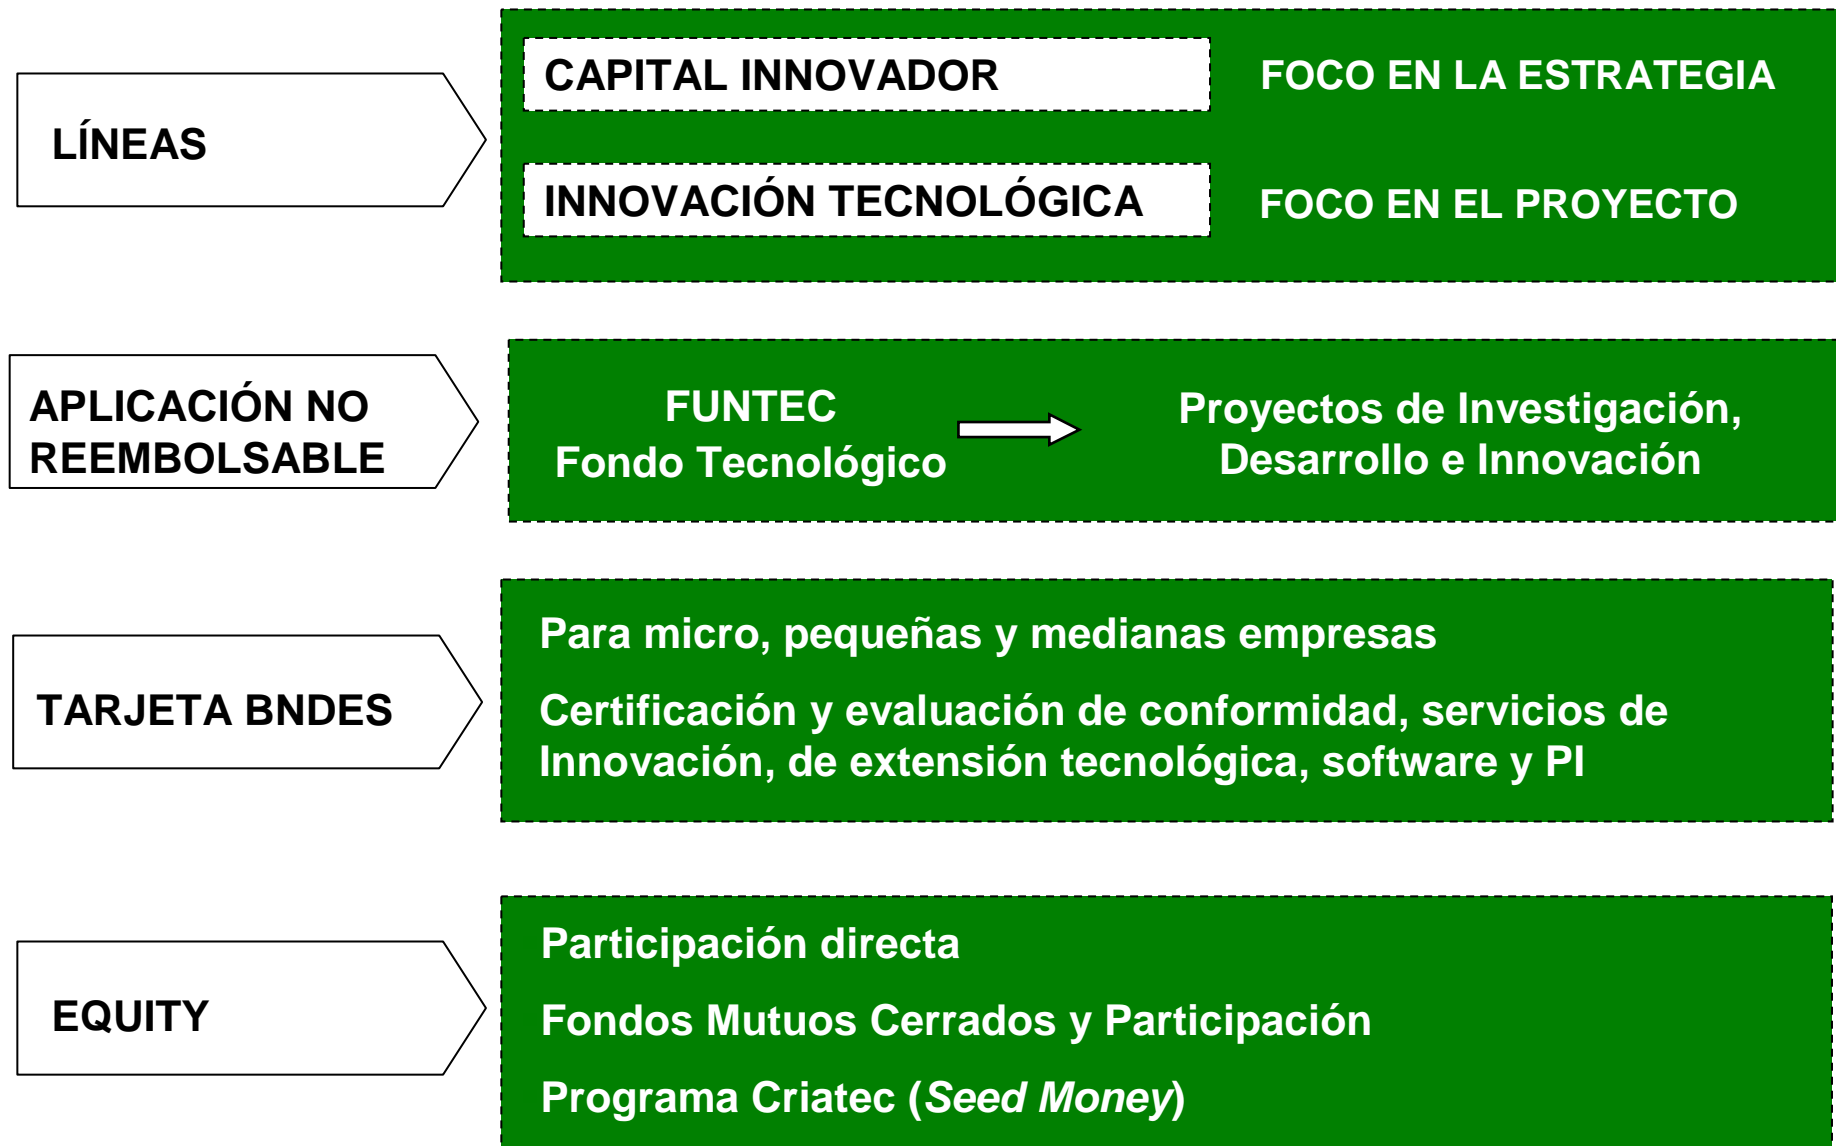 LÍNEAS
CAPITAL INNOVADOR
FOCO EN LA ESTRATEGIA
INNOVACIÓN TECNOLÓGICA
FOCO EN EL PROYECTO
APLICACIÓN NO
REEMBOLSABLE
FUNTEC
Fondo Tecnológico
Proyectos de Investigación,
Desarrollo e Innovación
TARJETA BNDES
Para micro, pequeñas y medianas empresas
Certificación y evaluación de conformidad, servicios de
Innovación, de extensión tecnológica, software y PI
EQUITY
Participación directa
Fondos Mutuos Cerrados y Participación
Programa Criatec (Seed Money)